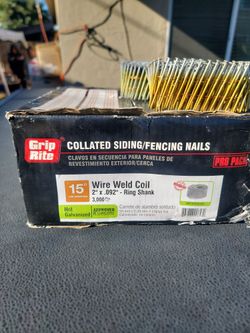 Grip Rite
COLLATED SIDING/FENCING NAILS
CLAVOS EN SECUENCIA PARA PANELES DE
REVESTIMIENTO EXTERIOR/CERCA
PRO PACK
15°
Wire Weld Coil
2" x .092" - Ring Shank
3,000
Hot
Galvanized